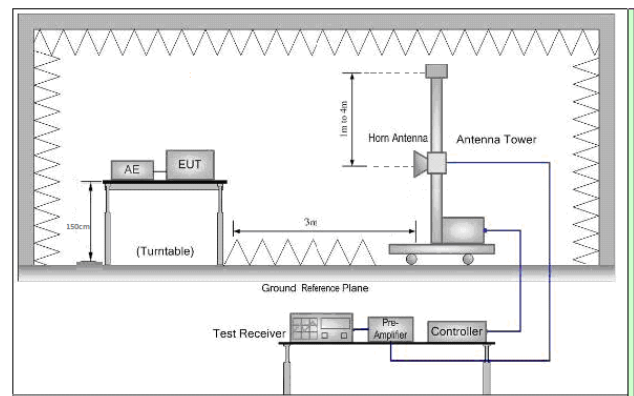 1m to 4m
Horn Antenna
Antenna Tower
AE
EUT
150cm
3m
(Turntable)
Ground Reference Plane
Test Receiver
Pre-
Amplifier
Controller